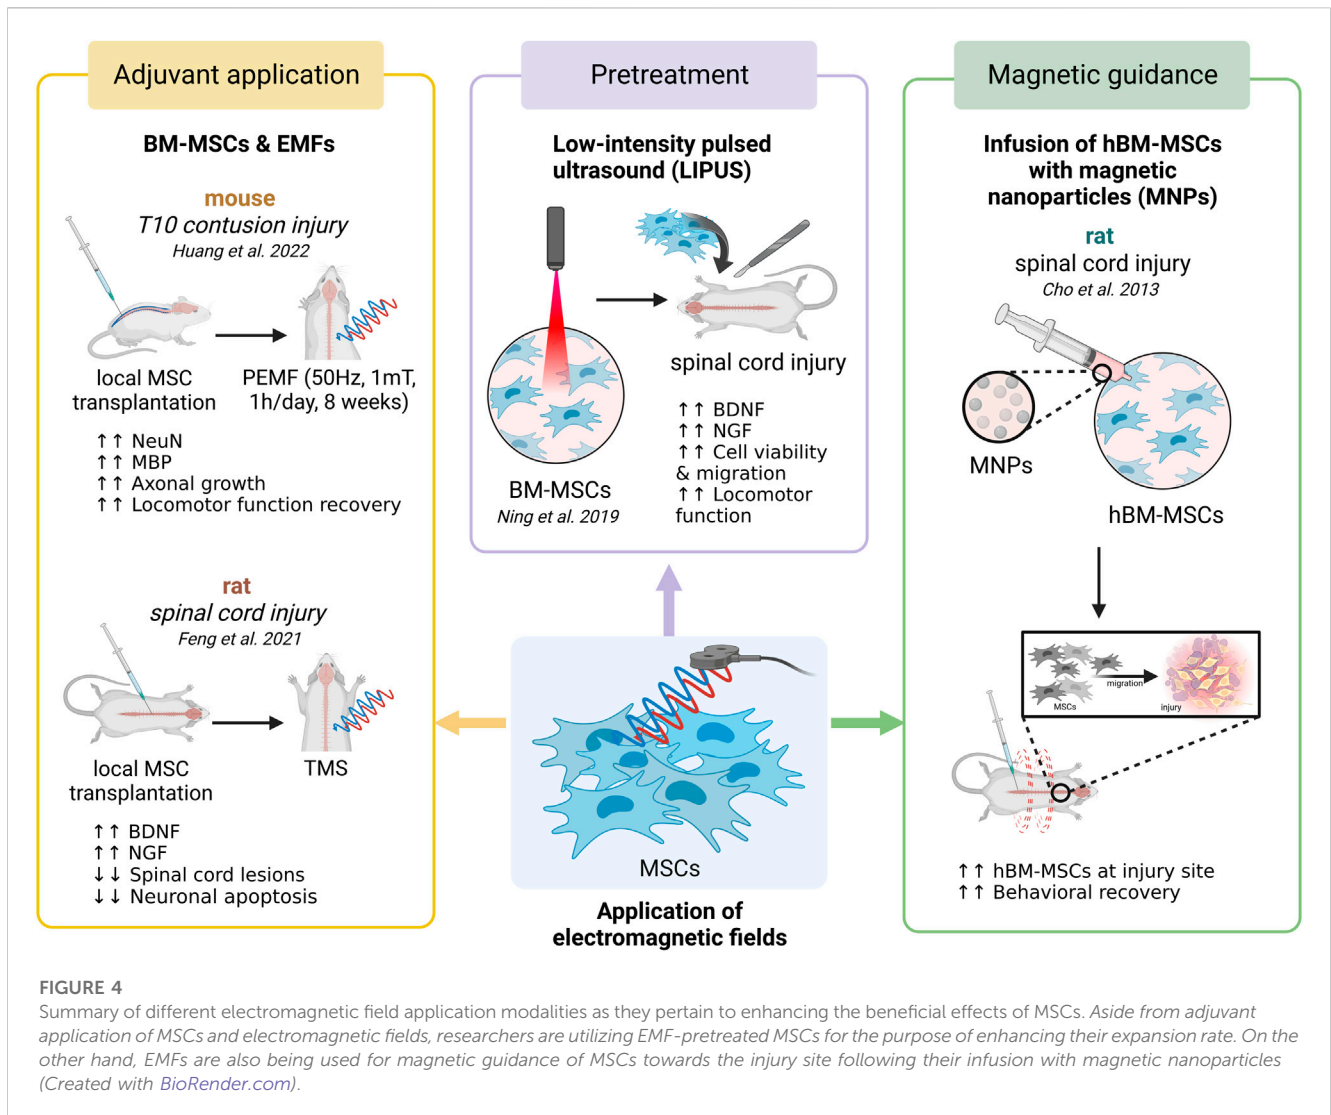 Adjuvant application
BM-MSCs & EMFs
mouse
T10 contusion injury
Huang et al. 2022
local MSC
transplantation
PEMF (50Hz, 1mT,
1h/day, 8 weeks)
↑↑ NeuN
↑↑ MBP
↑↑ Axonal growth
↑↑ Locomotor function recovery
rat
spinal cord injury
Feng et al. 2021
local MSC
transplantation
TMS
↑↑ BDNF
↑↑ NGF
↓↓ Spinal cord lesions
↓↓ Neuronal apoptosis
Pretreatment
Low-intensity pulsed
ultrasound (LIPUS)
BM-MSCs
Ning et al. 2019
spinal cord injury
↑↑ BDNF
↑↑ NGF
↑↑ Cell viability
& migration
↑↑ Locomotor
function
MSCs
Application of
electromagnetic fields
Magnetic guidance
Infusion of hBM-MSCs
with magnetic
nanoparticles (MNPs)
rat
spinal cord injury
Cho et al. 2013
MNPs
hBM-MSCs
MSCs
migration
injury
↑↑ hBM-MSCs at injury site
↑↑ Behavioral recovery
FIGURE 4
Summary of different electromagnetic field application modalities as they pertain to enhancing the beneficial effects of MSCs. Aside from adjuvant
application of MSCs and electromagnetic fields, researchers are utilizing EMF-pretreated MSCs for the purpose of enhancing their expansion rate. On the
other hand, EMFs are also being used for magnetic guidance of MSCs towards the injury site following their infusion with magnetic nanoparticles
(Created with BioRender.com).